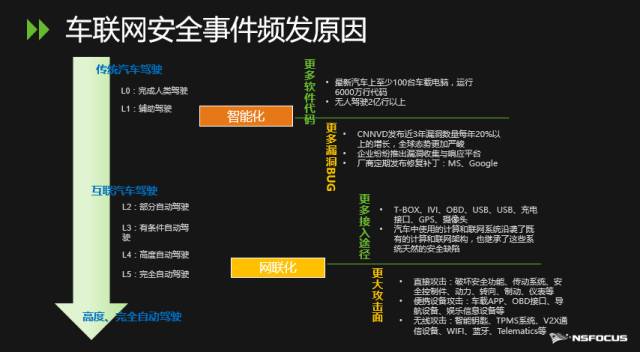 车联网安全事件频发原因
传统汽车驾驶
L0：完成人类驾驶
L1：辅助驾驶
智能化
更多软件代码
最新汽车上至少100台车载电脑，运行
6000万行代码
无人驾驶2亿行以上
更多漏洞BUG
CNNVD发布近3年漏洞数量每年20%以
上的增长，全球态势更加严峻
企业纷纷推出漏洞收集与响应平台
厂商定期发布修复补丁：MS、Google
互联汽车驾驶
L2：部分自动驾驶
L3：有条件自动驾
驶
L4：高度自动驾驶
L5：完全自动驾驶
网联化
更多接入途径
T-BOX、IVI、OBD、USB、USB、充电
接口、GPS、摄像头
汽车中使用的计算和联网系统沿袭了既
有的计算和联网架构，也继承了这些系
统天然的安全缺陷
更大攻击面
直接攻击：破坏安全功能、传动系统、安
全控制件、动力、转向、制动、仪表等
便携设备攻击：车载APP、OBD接口、导
航设备、娱乐信息设备等
无线攻击：智能钥匙、TPMS系统、V2X通
信设备、WIFI、蓝牙、Telematics等
高度、完全自动驾驶
NSFOCUS